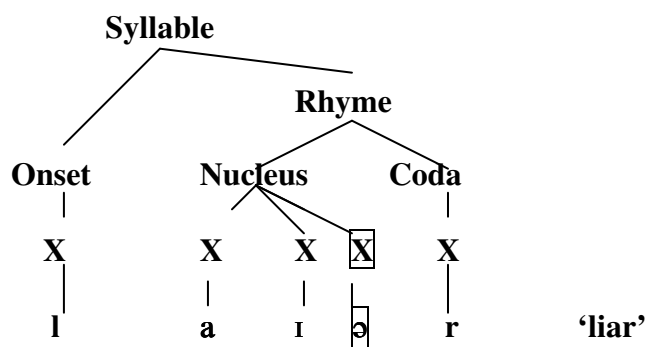 Syllable
Rhyme
Onset Nucleus Coda
X X X X X
l a ɪ ə r 'liar'